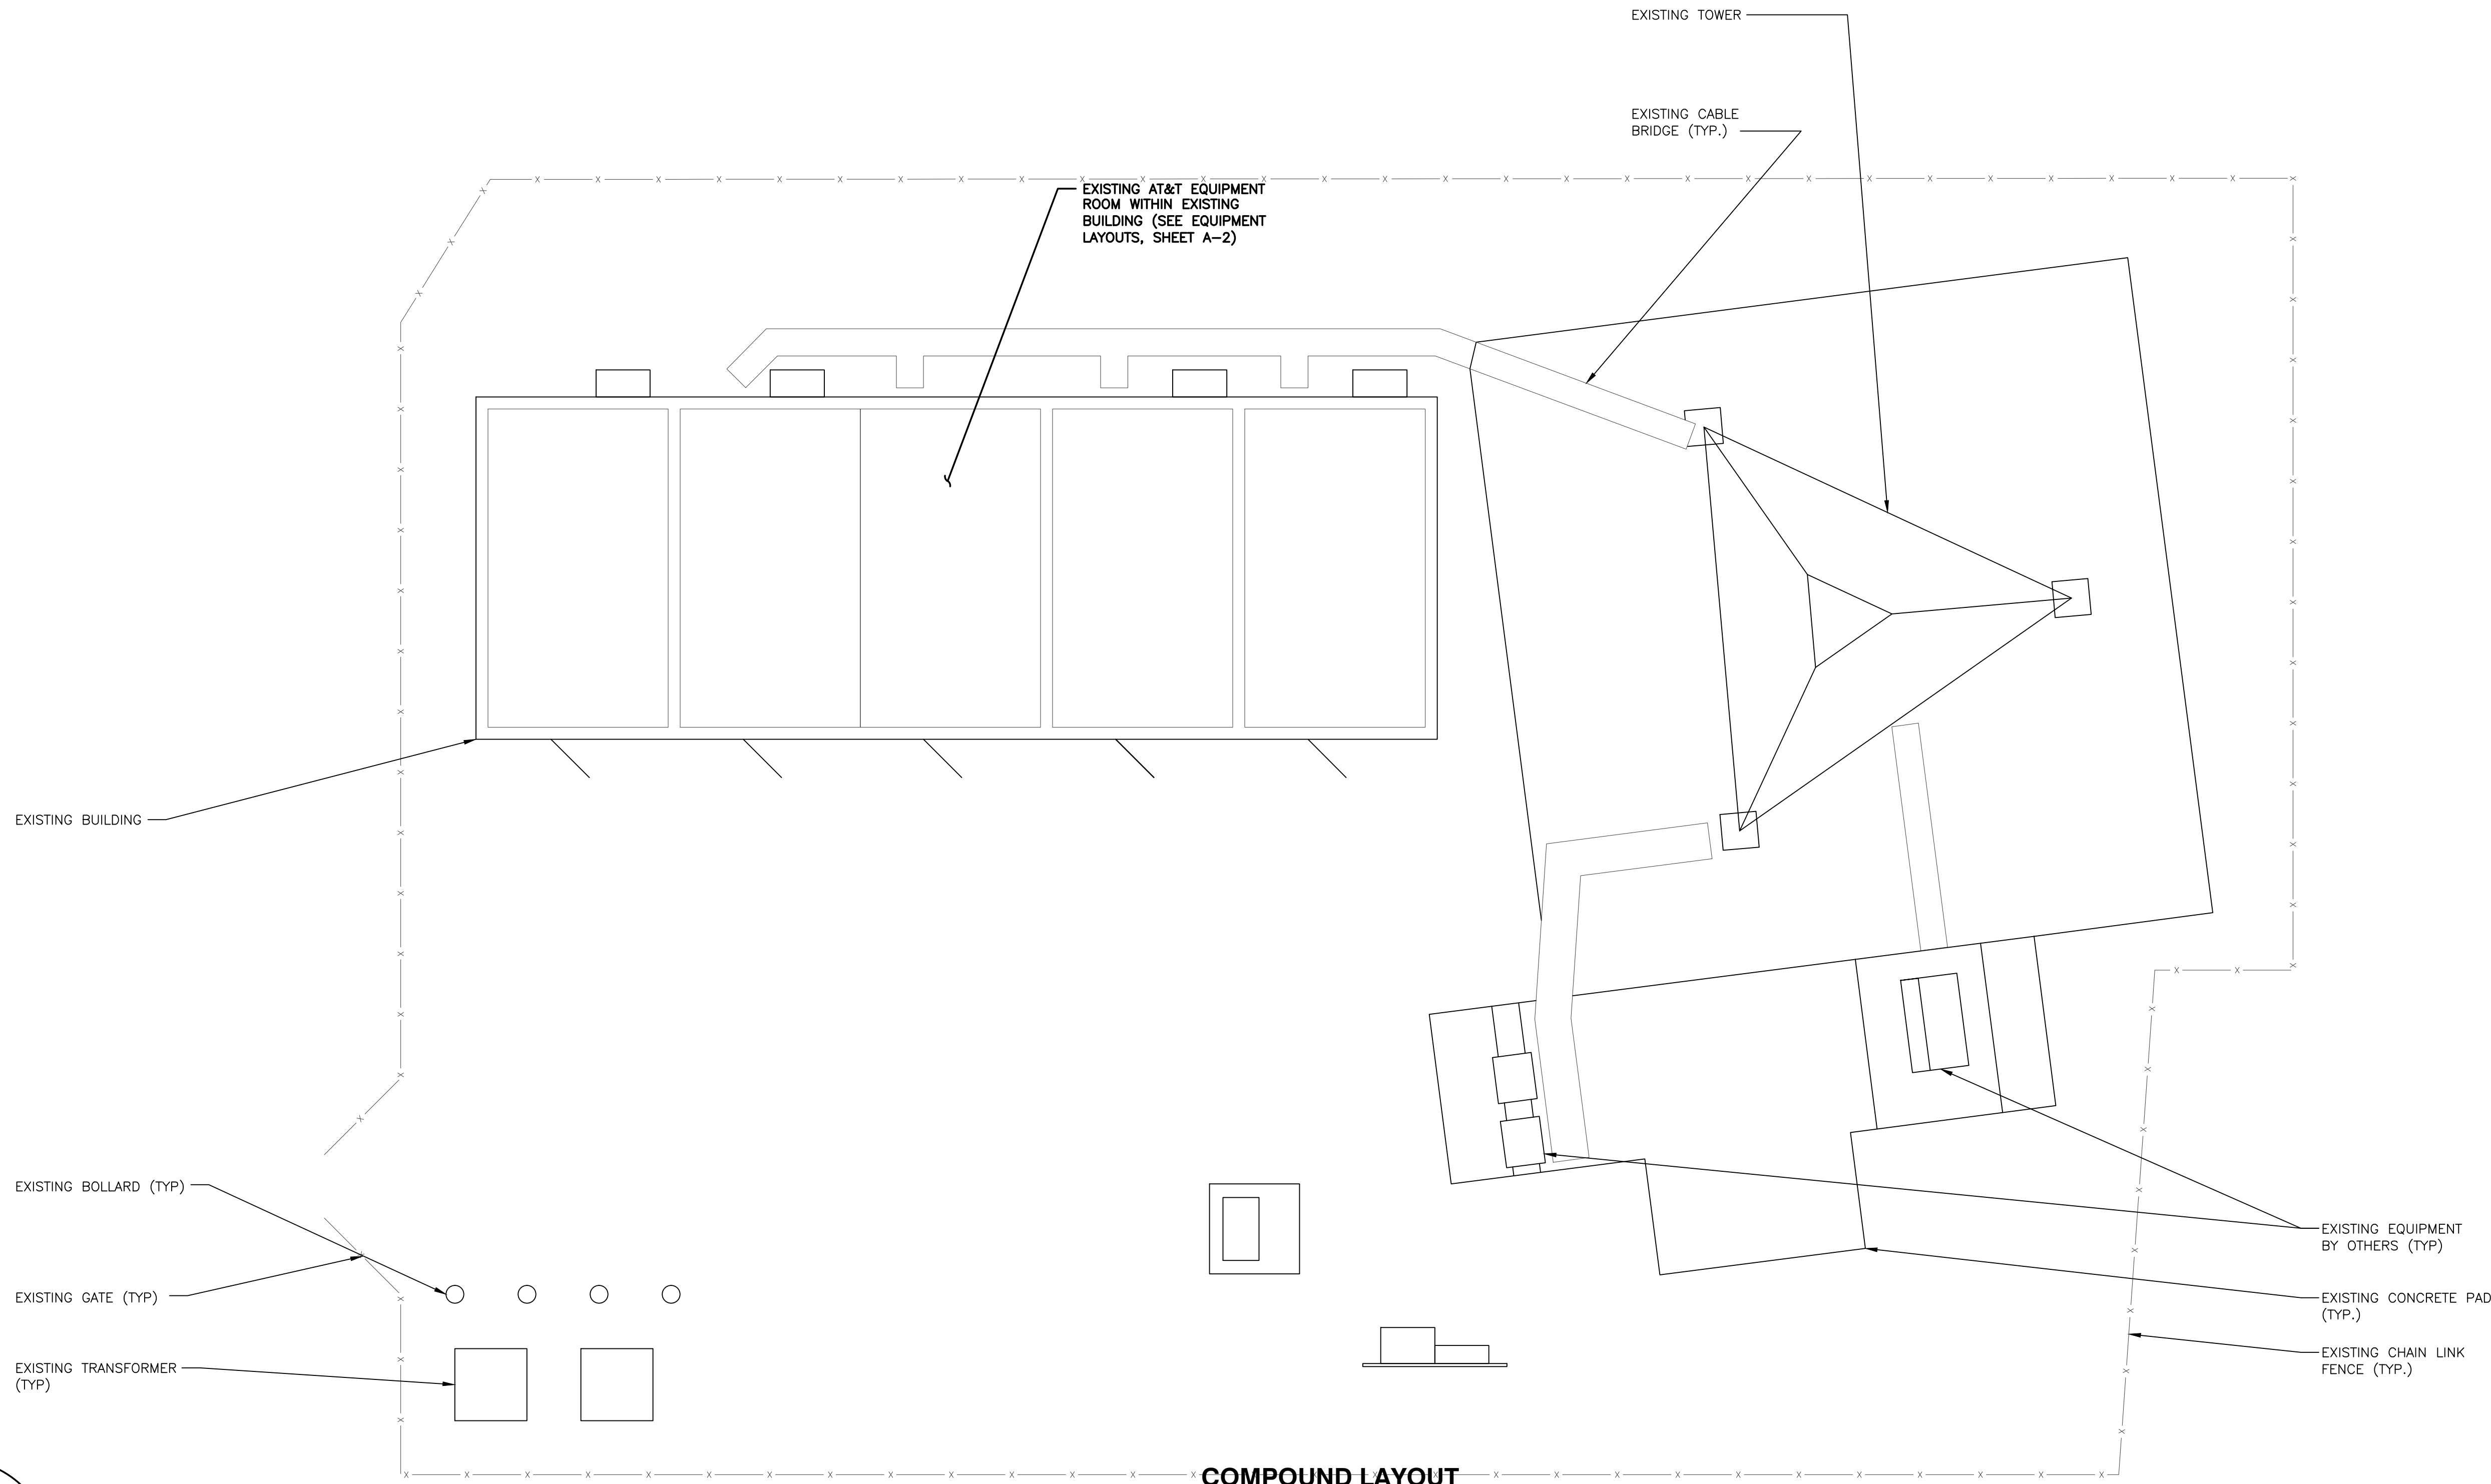 EXISTING TOWER
EXISTING CABLE
BRIDGE (TYP.)
EXISTING AT&T EQUIPMENT
ROOM WITHIN EXISTING
BUILDING (SEE EQUIPMENT
LAYOUTS, SHEET A-2)
EXISTING BUILDING
EXISTING BOLLARD (TYP)
EXISTING GATE (TYP)
EXISTING TRANSFORMER
(TYP)
EXISTING EQUIPMENT
BY OTHERS (TYP)
EXISTING CONCRETE PAD
(TYP.)
EXISTING CHAIN LINK
FENCE (TYP.)
COMPOUND LAYOUT